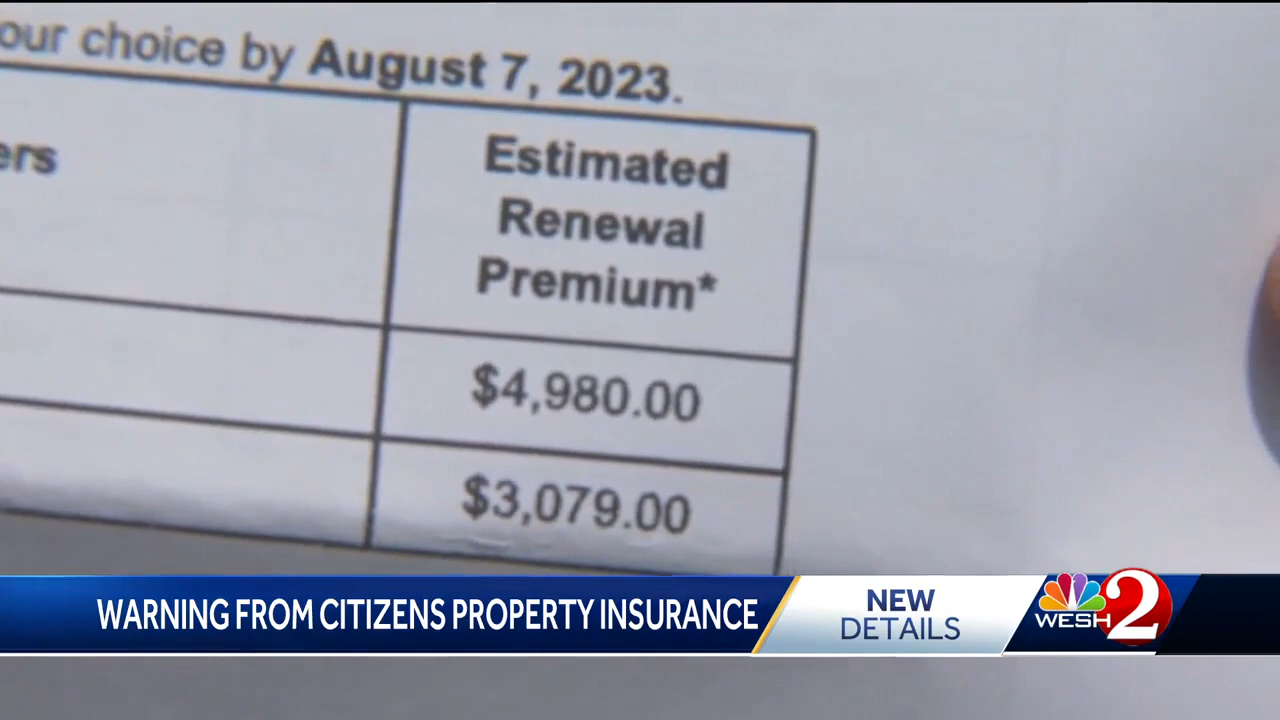 our choice by August 7, 2023.
ers
Estimated
Renewal
Premium*
$4,980.00
$3,079.00
WARNING FROM CITIZENS PROPERTY INSURANCE
NEW
DETAILS
WESH 2